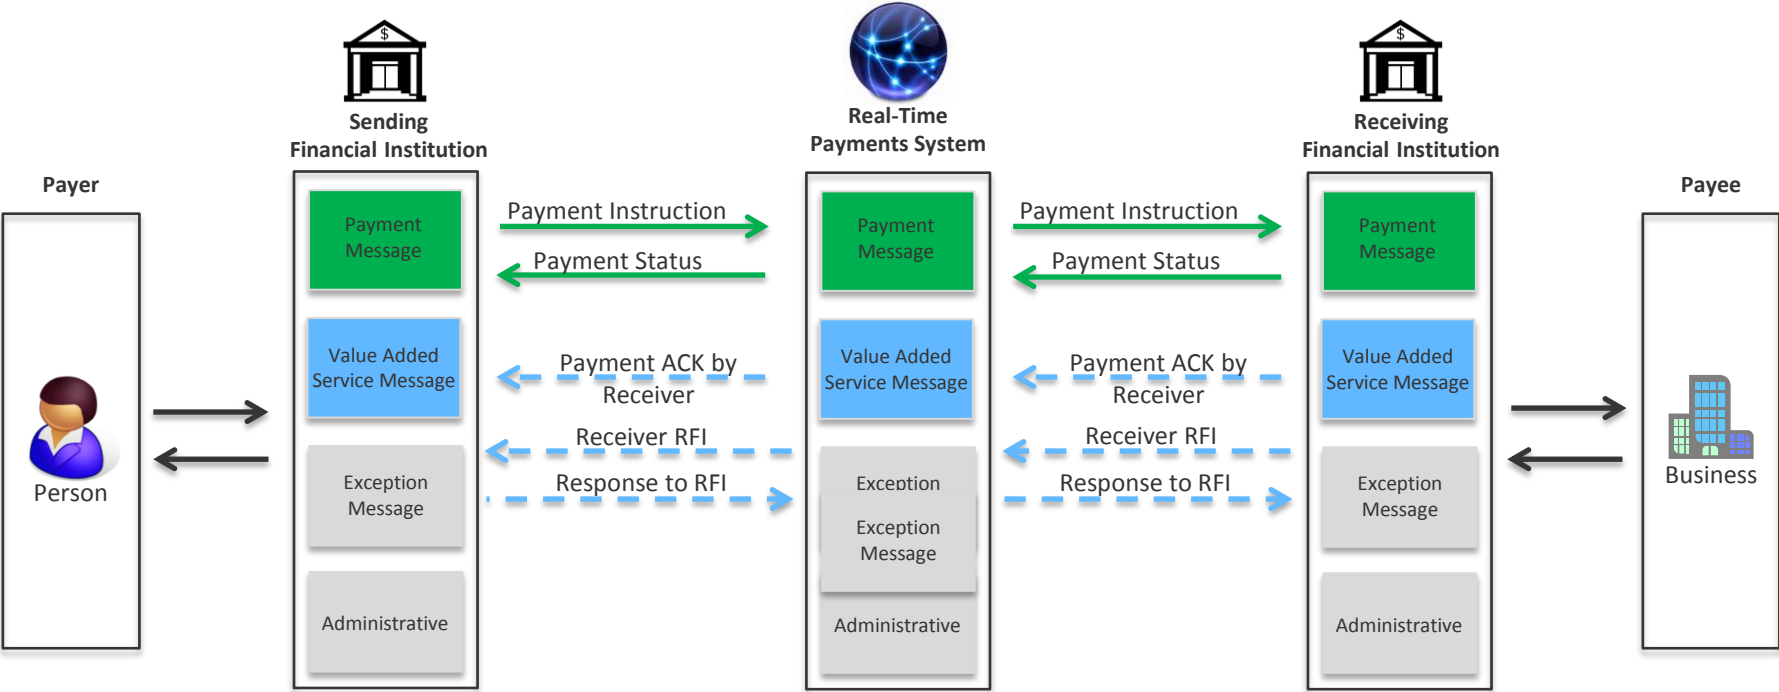 $
$
Sending
Financial Institution
Real-Time
Payments System
Receiving
Financial Institution
Payer
Payee
Payment
Message
Payment Instruction
Payment Status
Payment
Message
Payment Instruction
Payment Status
Payment
Message
Value Added
Service Message
Payment ACK by
Receiver
Value Added
Service Message
Payment ACK by
Receiver
Value Added
Service Message
Receiver RFI
Receiver RFI
Person
Exception
Message
Response to RFI
Exception
Exception
Message
Response to RFI
Exception
Message
Business
Administrative
Administrative
Administrative